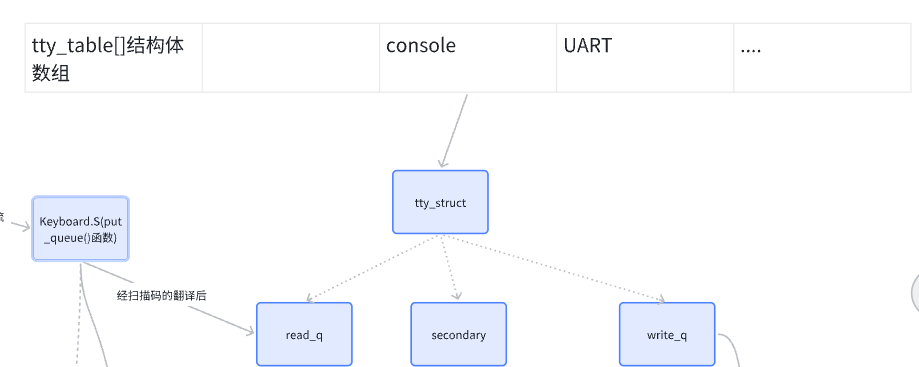 tty_table[]结构体
数组
console
UART
....
tty_struct
Keyboard.S(put
_queue()函数)
经扫描码的翻译后
read_q
secondary
write_q